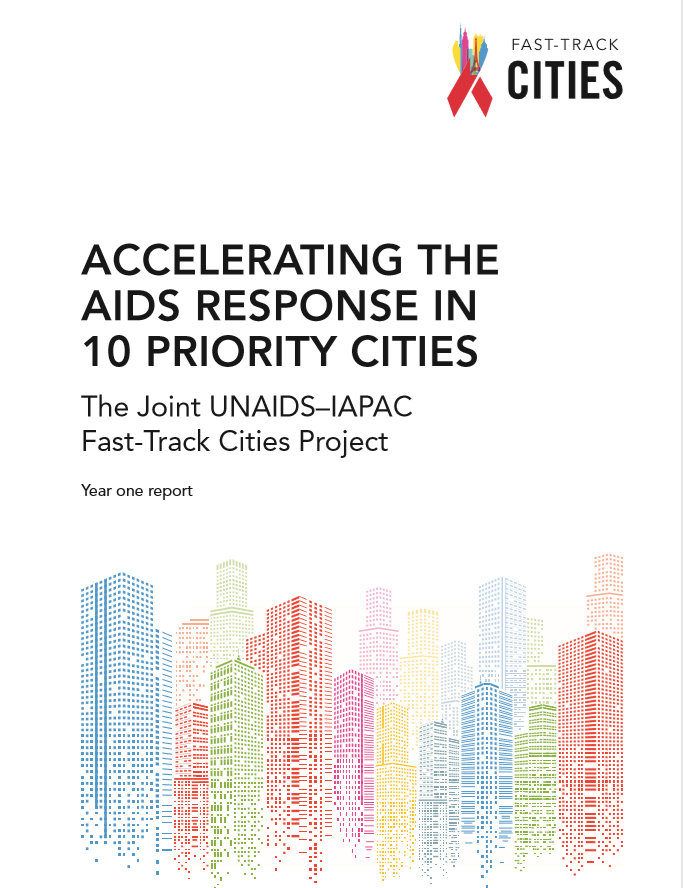 FAST-TRACK
CITIES
ACCELERATING THE
AIDS RESPONSE IN
10 PRIORITY CITIES
The Joint UNAIDS–IAPAC
Fast-Track Cities Project
Year one report